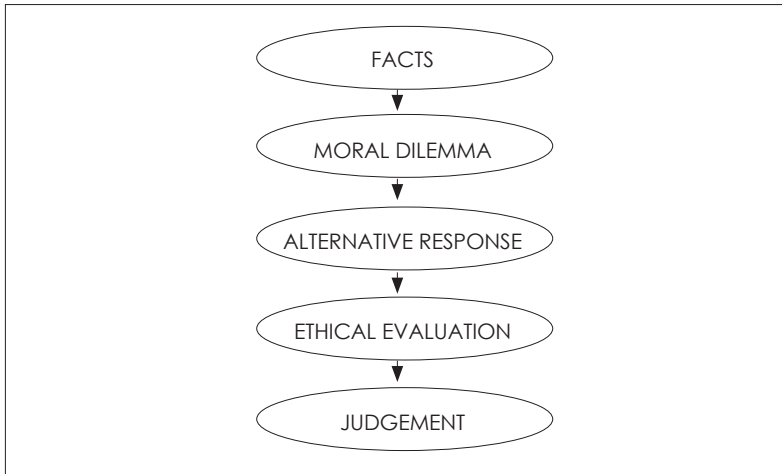 FACTS
MORAL DILEMMA
ALTERNATIVE RESPONSE
ETHICAL EVALUATION
JUDGEMENT